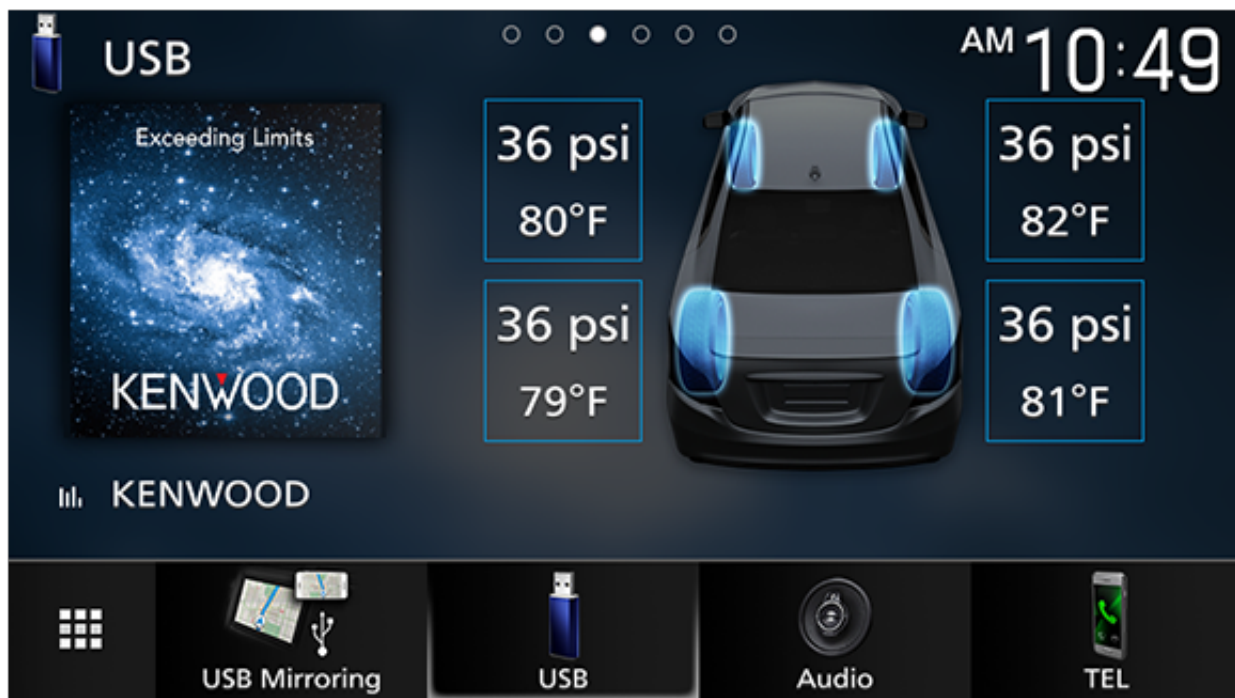 USB
AM 10:49
Exceeding Limits
KENWOOD
36 psi
80°F
36 psi
82°F
36 psi
79°F
36 psi
81°F
KENWOOD
USB Mirroring
USB
Audio
TEL